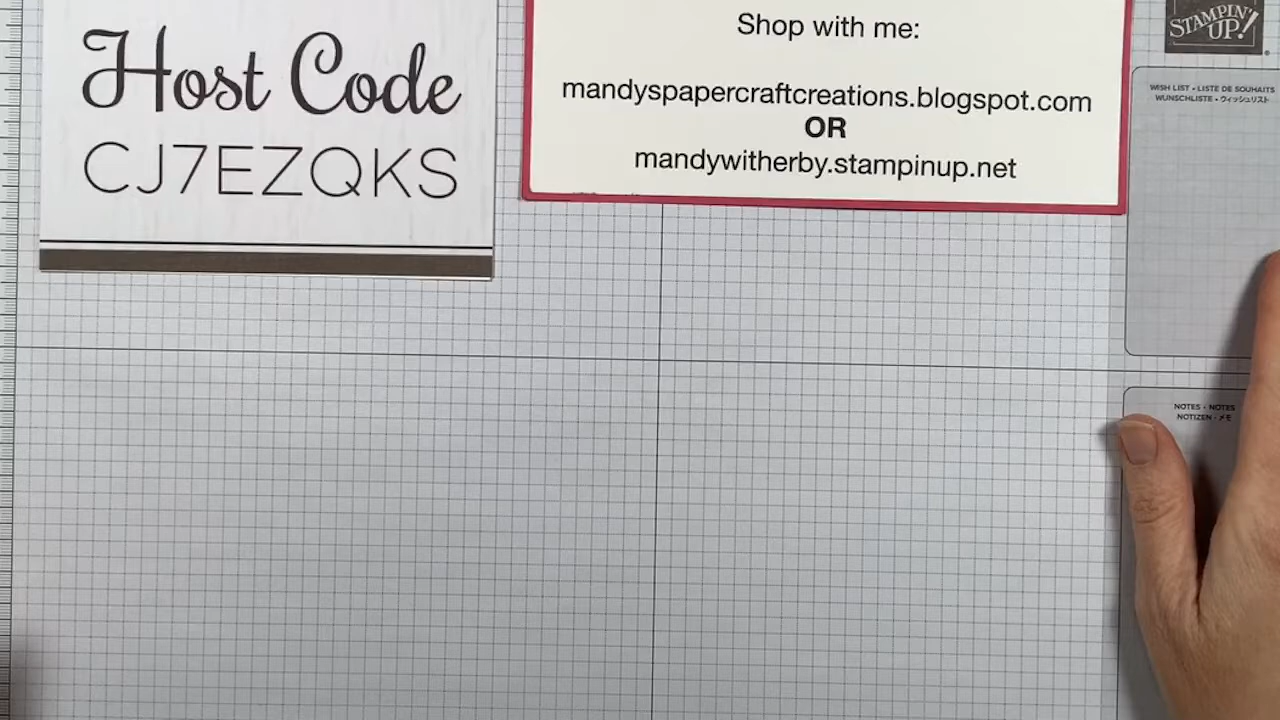 Host Code
CJ7EZQKS
Shop with me:
mandyspapercraftcreations.blogspot.com
OR
mandywitherby.stampinup.net
STAMPIN'
UP!
WISH LIST • LISTE DE SOUHAITS
WUNSCHLISTE • ウィッシュリスト
NOTES • NOTES
NOTIZEN • メモ